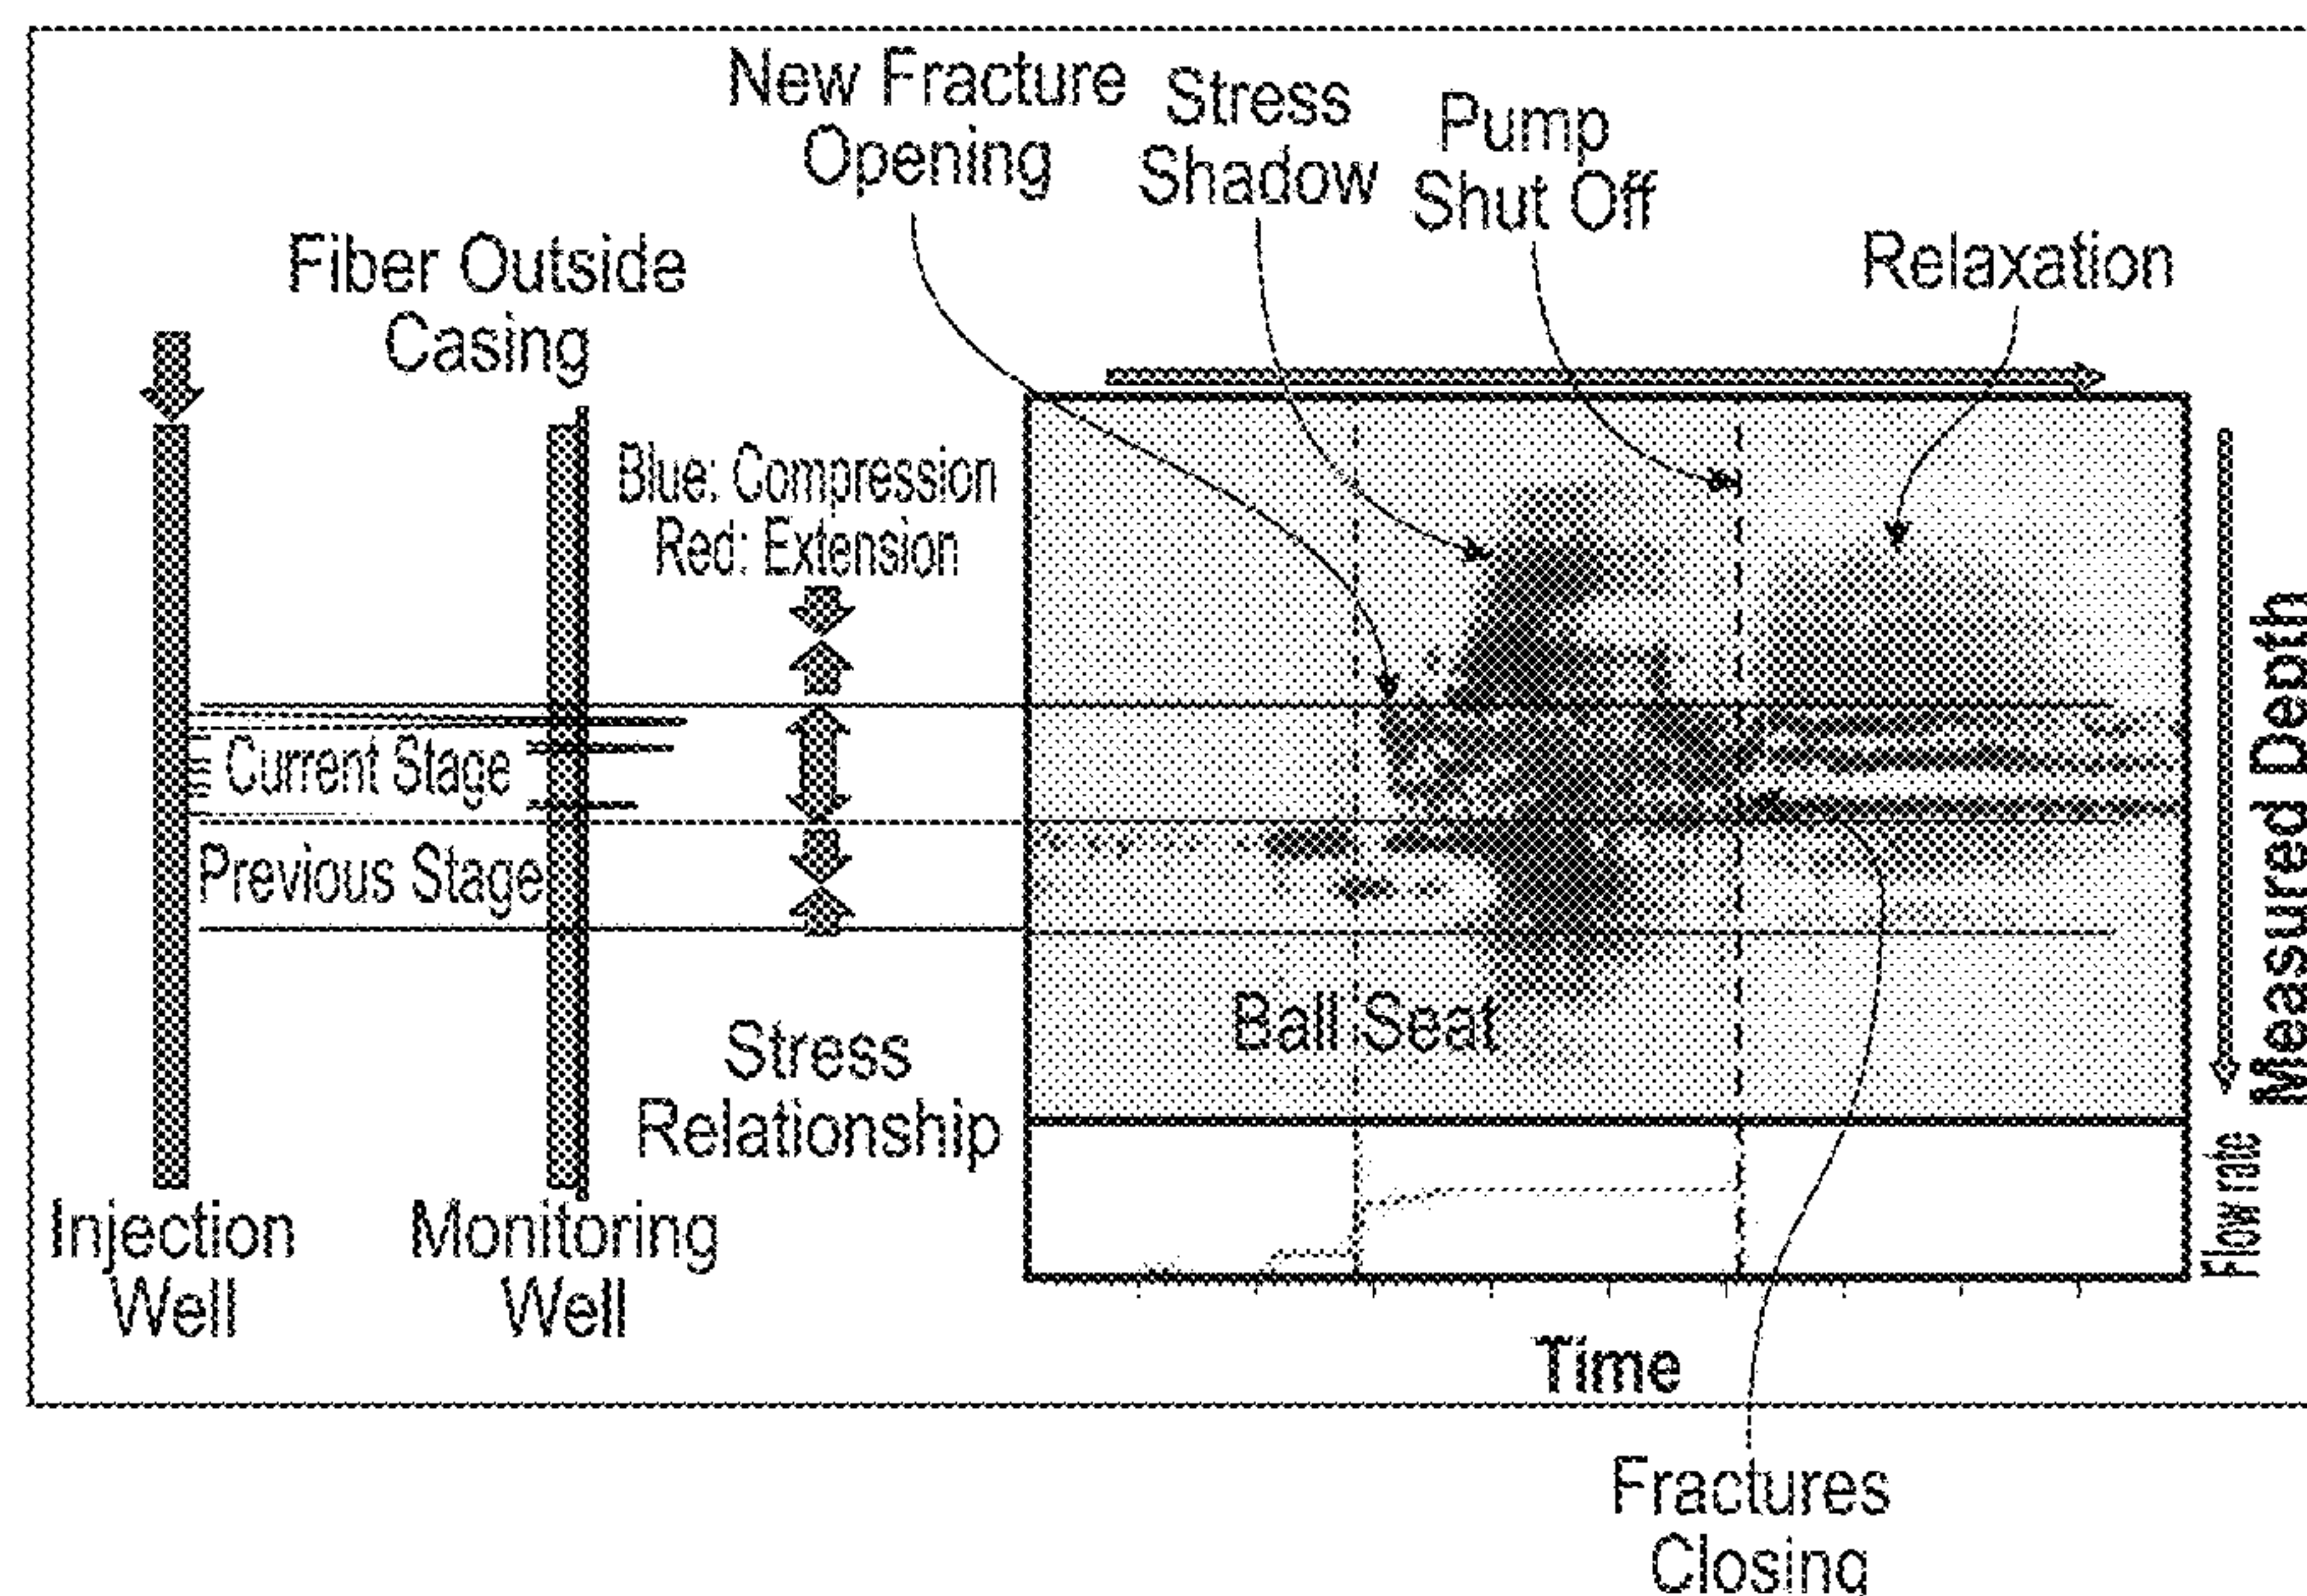 New Fracture
Opening
Stress
Shadow
Pump
Shut Off
Relaxation
Fiber Outside
Casing
Blue: Compression
Red: Extension
Current Stage
Previous Stage
Stress
Relationship
Ball Seat
Measured Depth
Flow rate
Injection
Well
Monitoring
Well
Time
Fractures
Closing